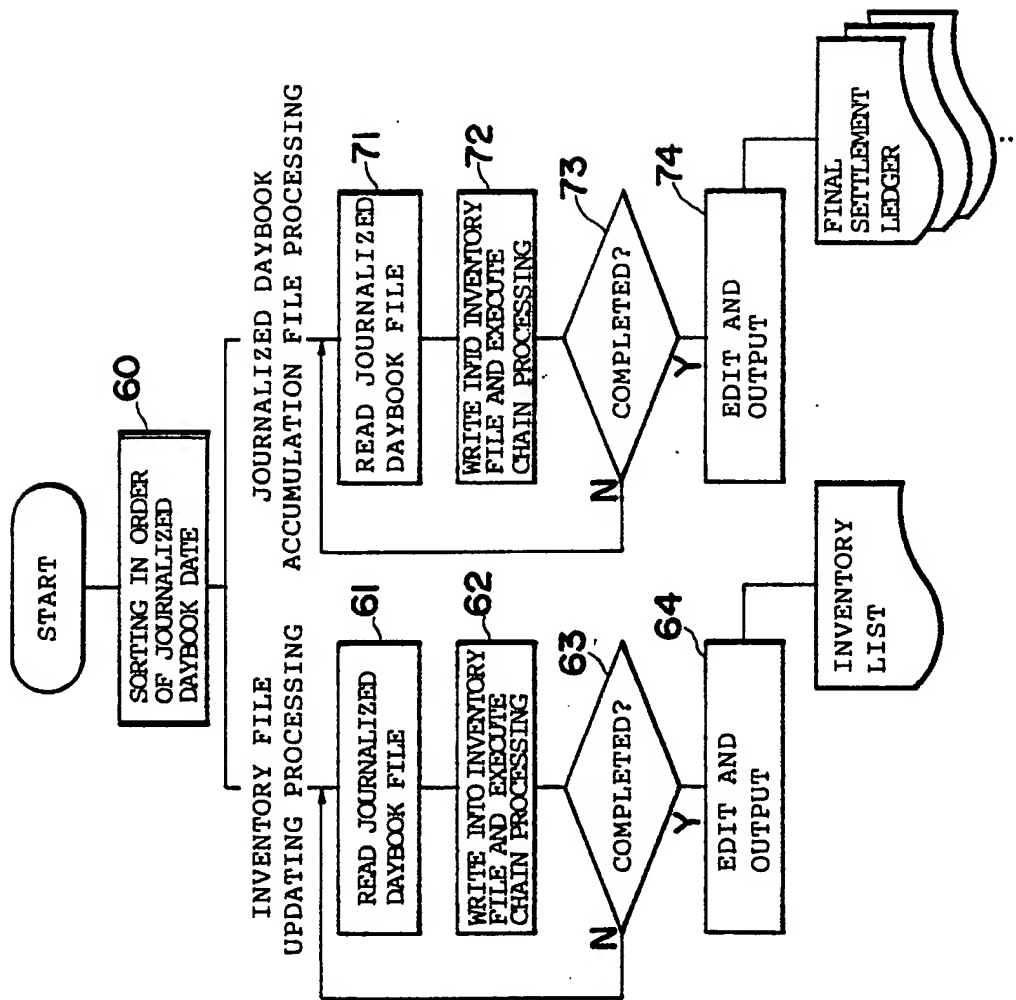 START
60
SORTING IN ORDER
OF JOURNALIZED
DAYBOOK DATE
INVENTORY FILE
UPDATING PROCESSING
61
READ JOURNALIZED
DAYBOOK FILE
62
WRITE INTO INVENTORY
FILE AND EXECUTE
CHAIN PROCESSING
63
COMPLETED?
N
Y
64
EDIT AND
OUTPUT
INVENTORY
LIST
JOURNALIZED DAYBOOK
ACCUMULATION FILE PROCESSING
71
READ JOURNALIZED
DAYBOOK FILE
72
WRITE INTO INVENTORY
FILE AND EXECUTE
CHAIN PROCESSING
73
COMPLETED?
N
Y
74
EDIT AND
OUTPUT
FINAL
SETTLEMENT
LEDGER